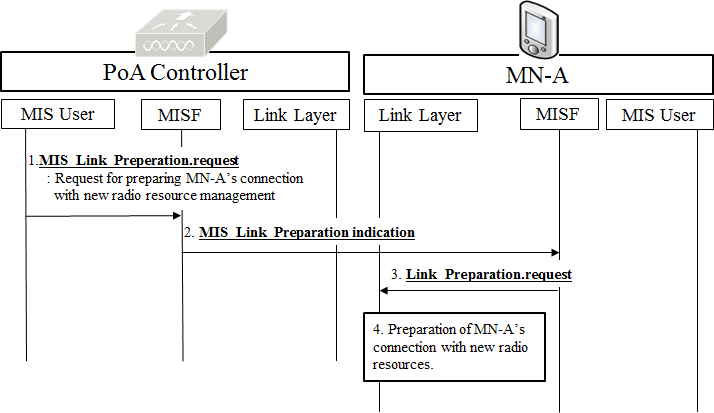 PoA Controller
MN-A
MIS User
MISF
Link Layer
Link Layer
MISF
MIS User
1.MIS_Link_Preperation.request
: Request for preparing MN-A's connection
with new radio resource management
2. MIS_Link_Preparation indication
3. Link_Preparation.request
4. Preparation of MN-A's
connection with new radio
resources.